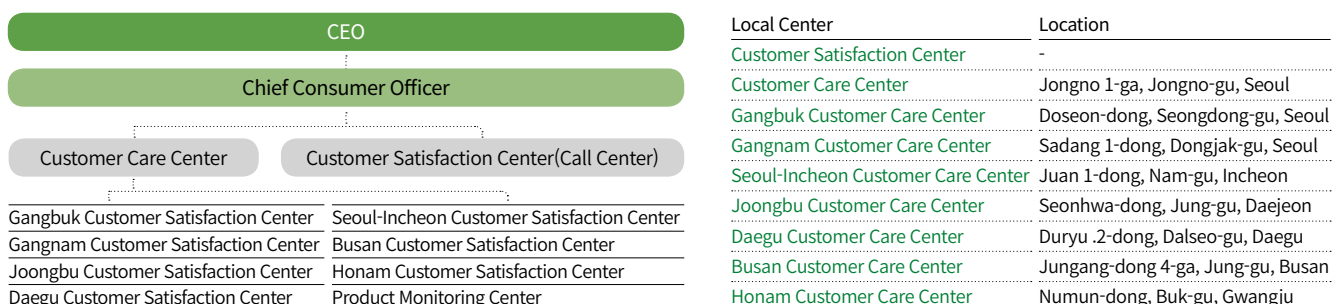 CEO
Chief Consumer Officer
Customer Care Center
Customer Satisfaction Center(Call Center)
Gangbuk Customer Satisfaction Center
Seoul-Incheon Customer Satisfaction Center
Gangnam Customer Satisfaction Center
Busan Customer Satisfaction Center
Joongbu Customer Satisfaction Center
Honam Customer Satisfaction Center
Daegu Customer Satisfaction Center
Product Monitoring Center
Local Center Location
Customer Satisfaction Center -
Customer Care Center Jongno 1-ga, Jongno-gu, Seoul
Gangbuk Customer Care Center Doseon-dong, Seongdong-gu, Seoul
Gangnam Customer Care Center Sadang 1-dong, Dongjak-gu, Seoul
Seoul-Incheon Customer Care Center Juan 1-dong, Nam-gu, Incheon
Joongbu Customer Care Center Seonhwa-dong, Jung-gu, Daejeon
Daegu Customer Care Center Duryu .2-dong, Dalseo-gu, Daegu
Busan Customer Care Center Jungang-dong 4-ga, Jung-gu, Busan
Honam Customer Care Center Numun-dong, Buk-gu, Gwangju